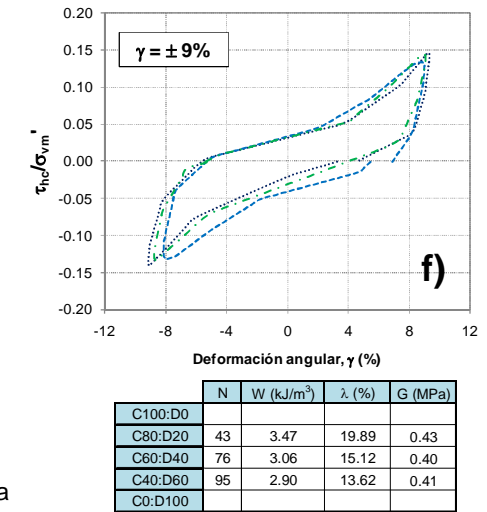 0.20
γ = ± 9%
0.15
0.10
0.05
0.00
-0.05
-0.10
-0.15
-0.20
τhc/σvm'
f)
-12 -8 -4 0 4 8 12
Deformación angular, γ (%)
N W (kJ/m³) λ (%) G (MPa)
C100:D0
C80:D20 43 3.47 19.89 0.43
C60:D40 76 3.06 15.12 0.40
C40:D60 95 2.90 13.62 0.41
C0:D100
a